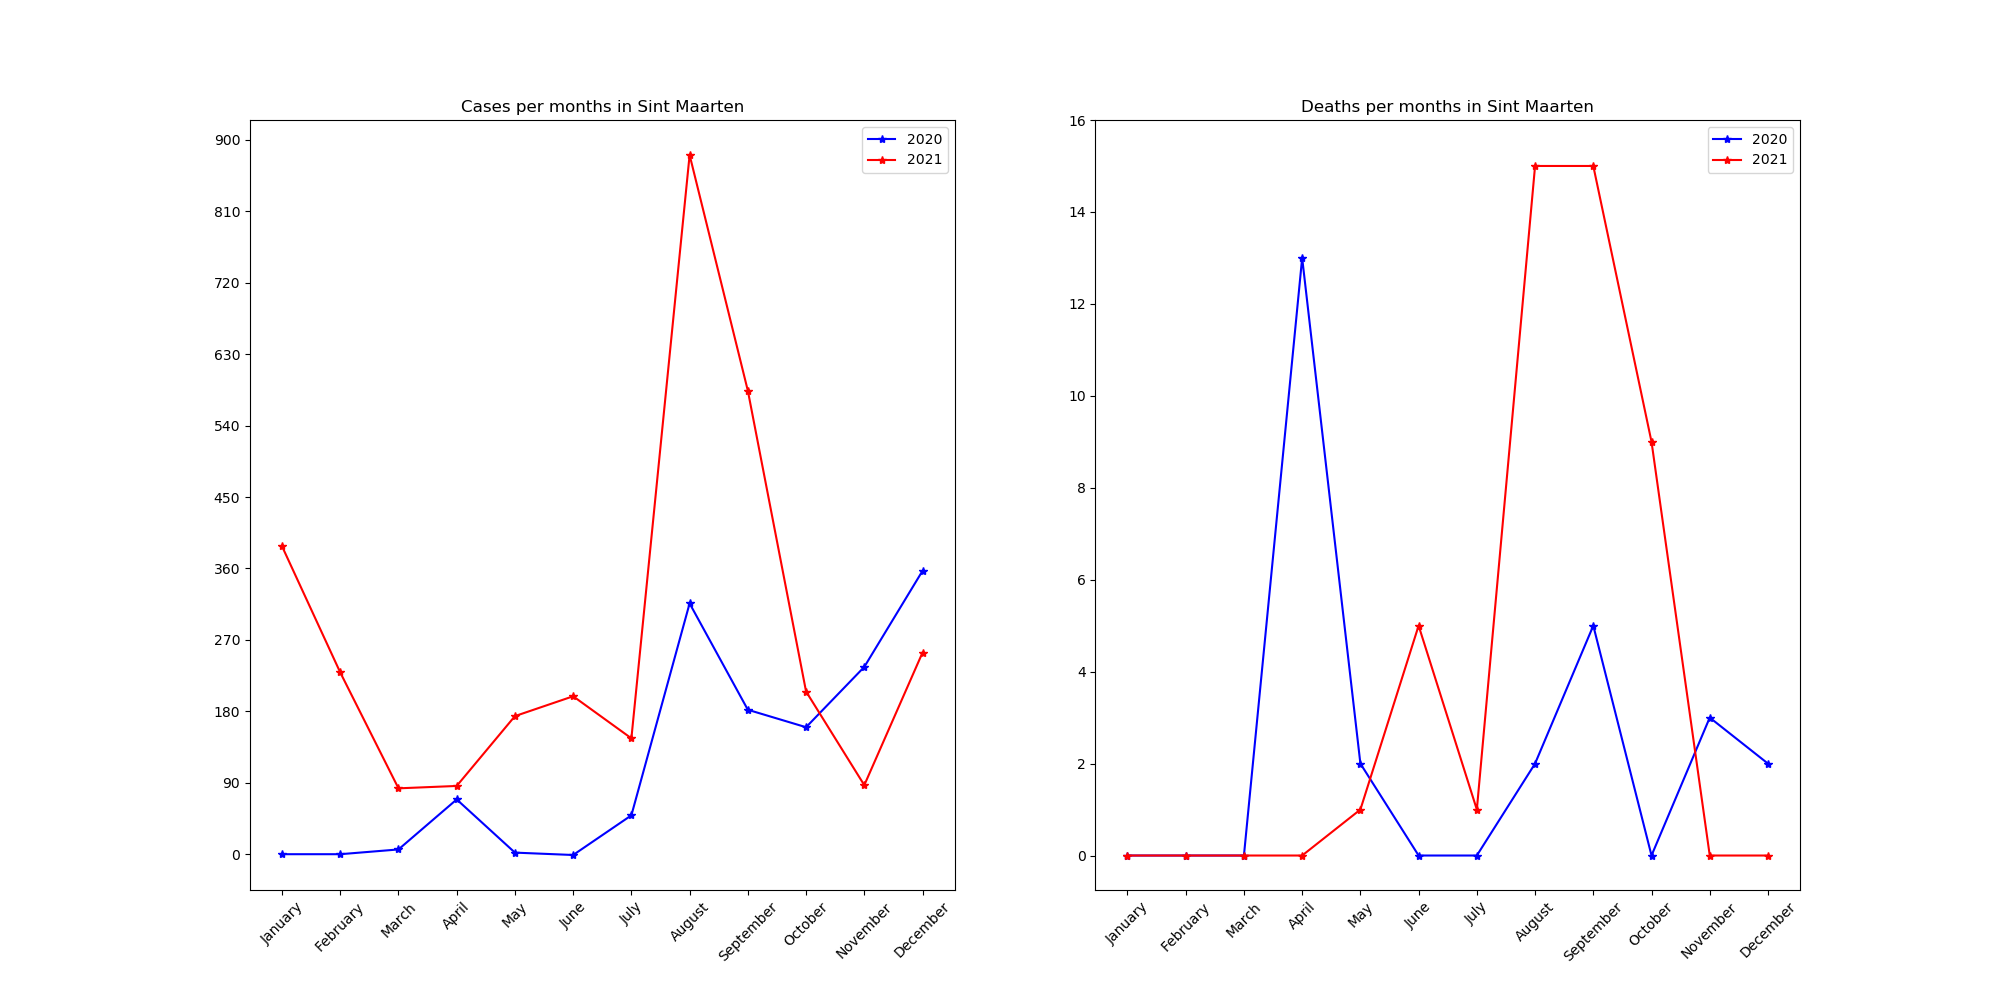 Cases per months in Sint Maarten
2020
2021
900
810
720
630
540
450
360
270
180
90
0
January
February
March
April
May
June
July
August
September
October
November
December
Deaths per months in Sint Maarten
2020
2021
16
14
12
10
8
6
4
2
0
January
February
March
April
May
June
July
August
September
October
November
December